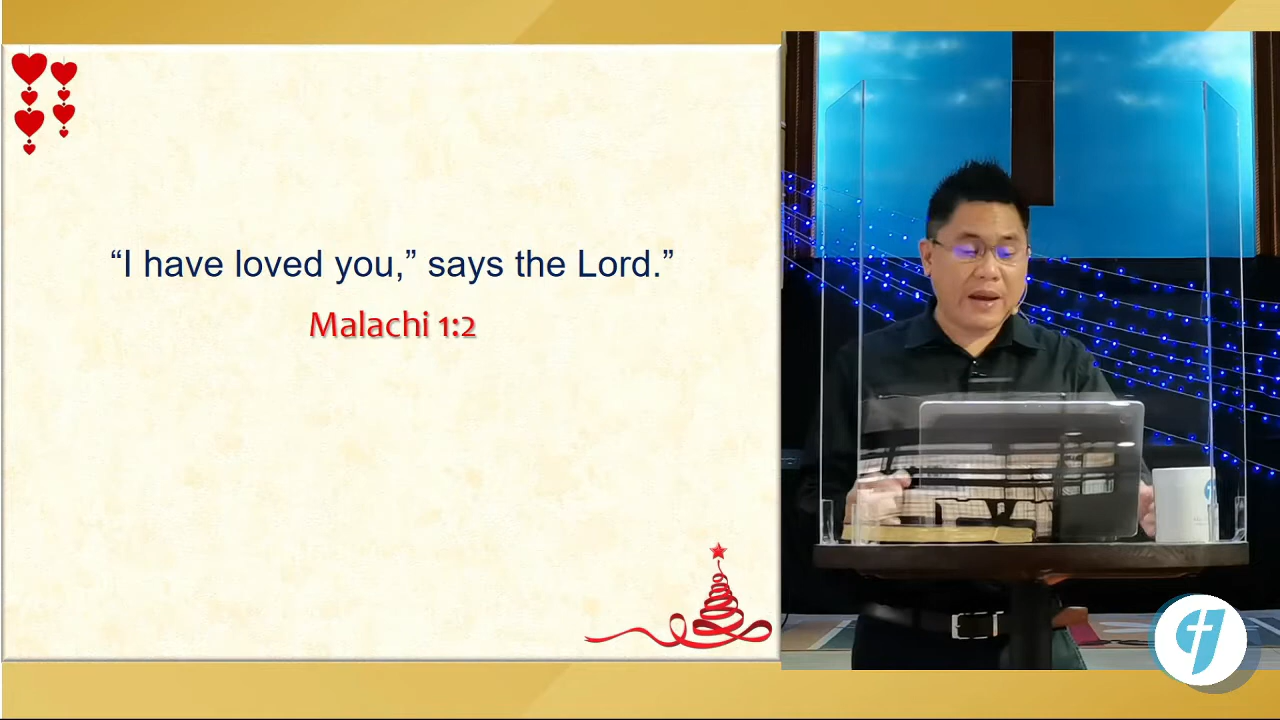 “I have loved you,” says the Lord.”
Malachi 1:2